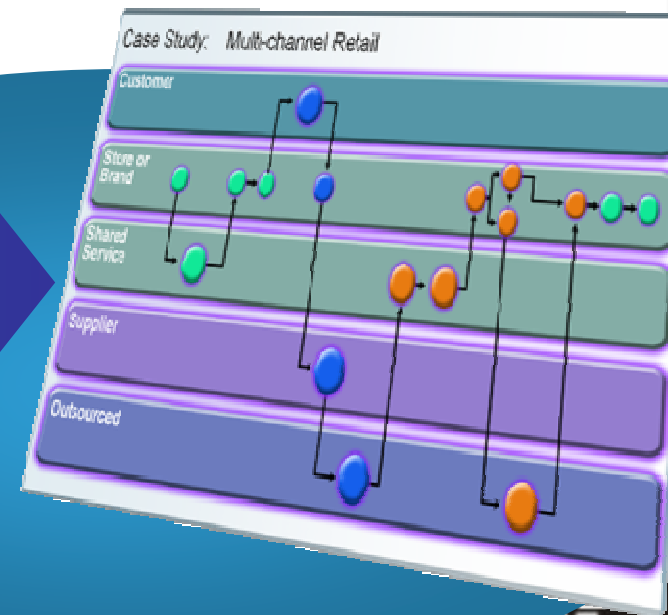 Case Study: Multi-channel Retail
Customer
Store or
Brand
Shared
Service
Supplier
Outsourced